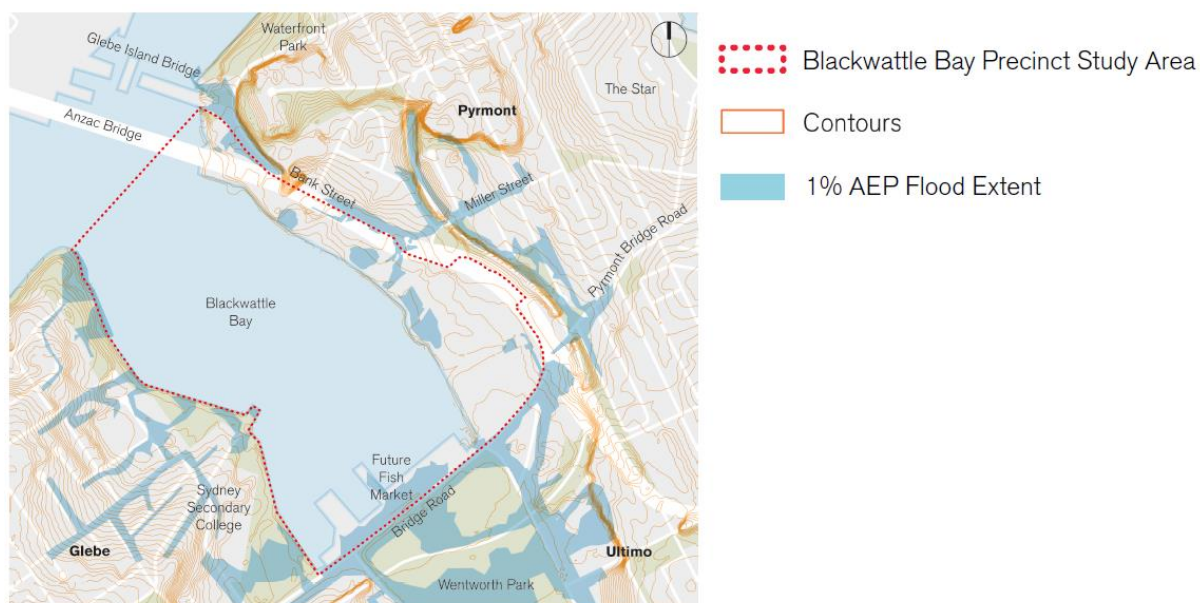 Glebe Island Bridge
Waterfront
Park
The Star
Pyrmont
Anzac Bridge
Bank Street
Miller Street
Pyrmont Bridge Road
Blackwattle
Bay
Future
Fish
Market
Sydney
Secondary
College
Bridge Road
Glebe
Ultimo
Wentworth Park
Blackwattle Bay Precinct Study Area
Contours
1% AEP Flood Extent